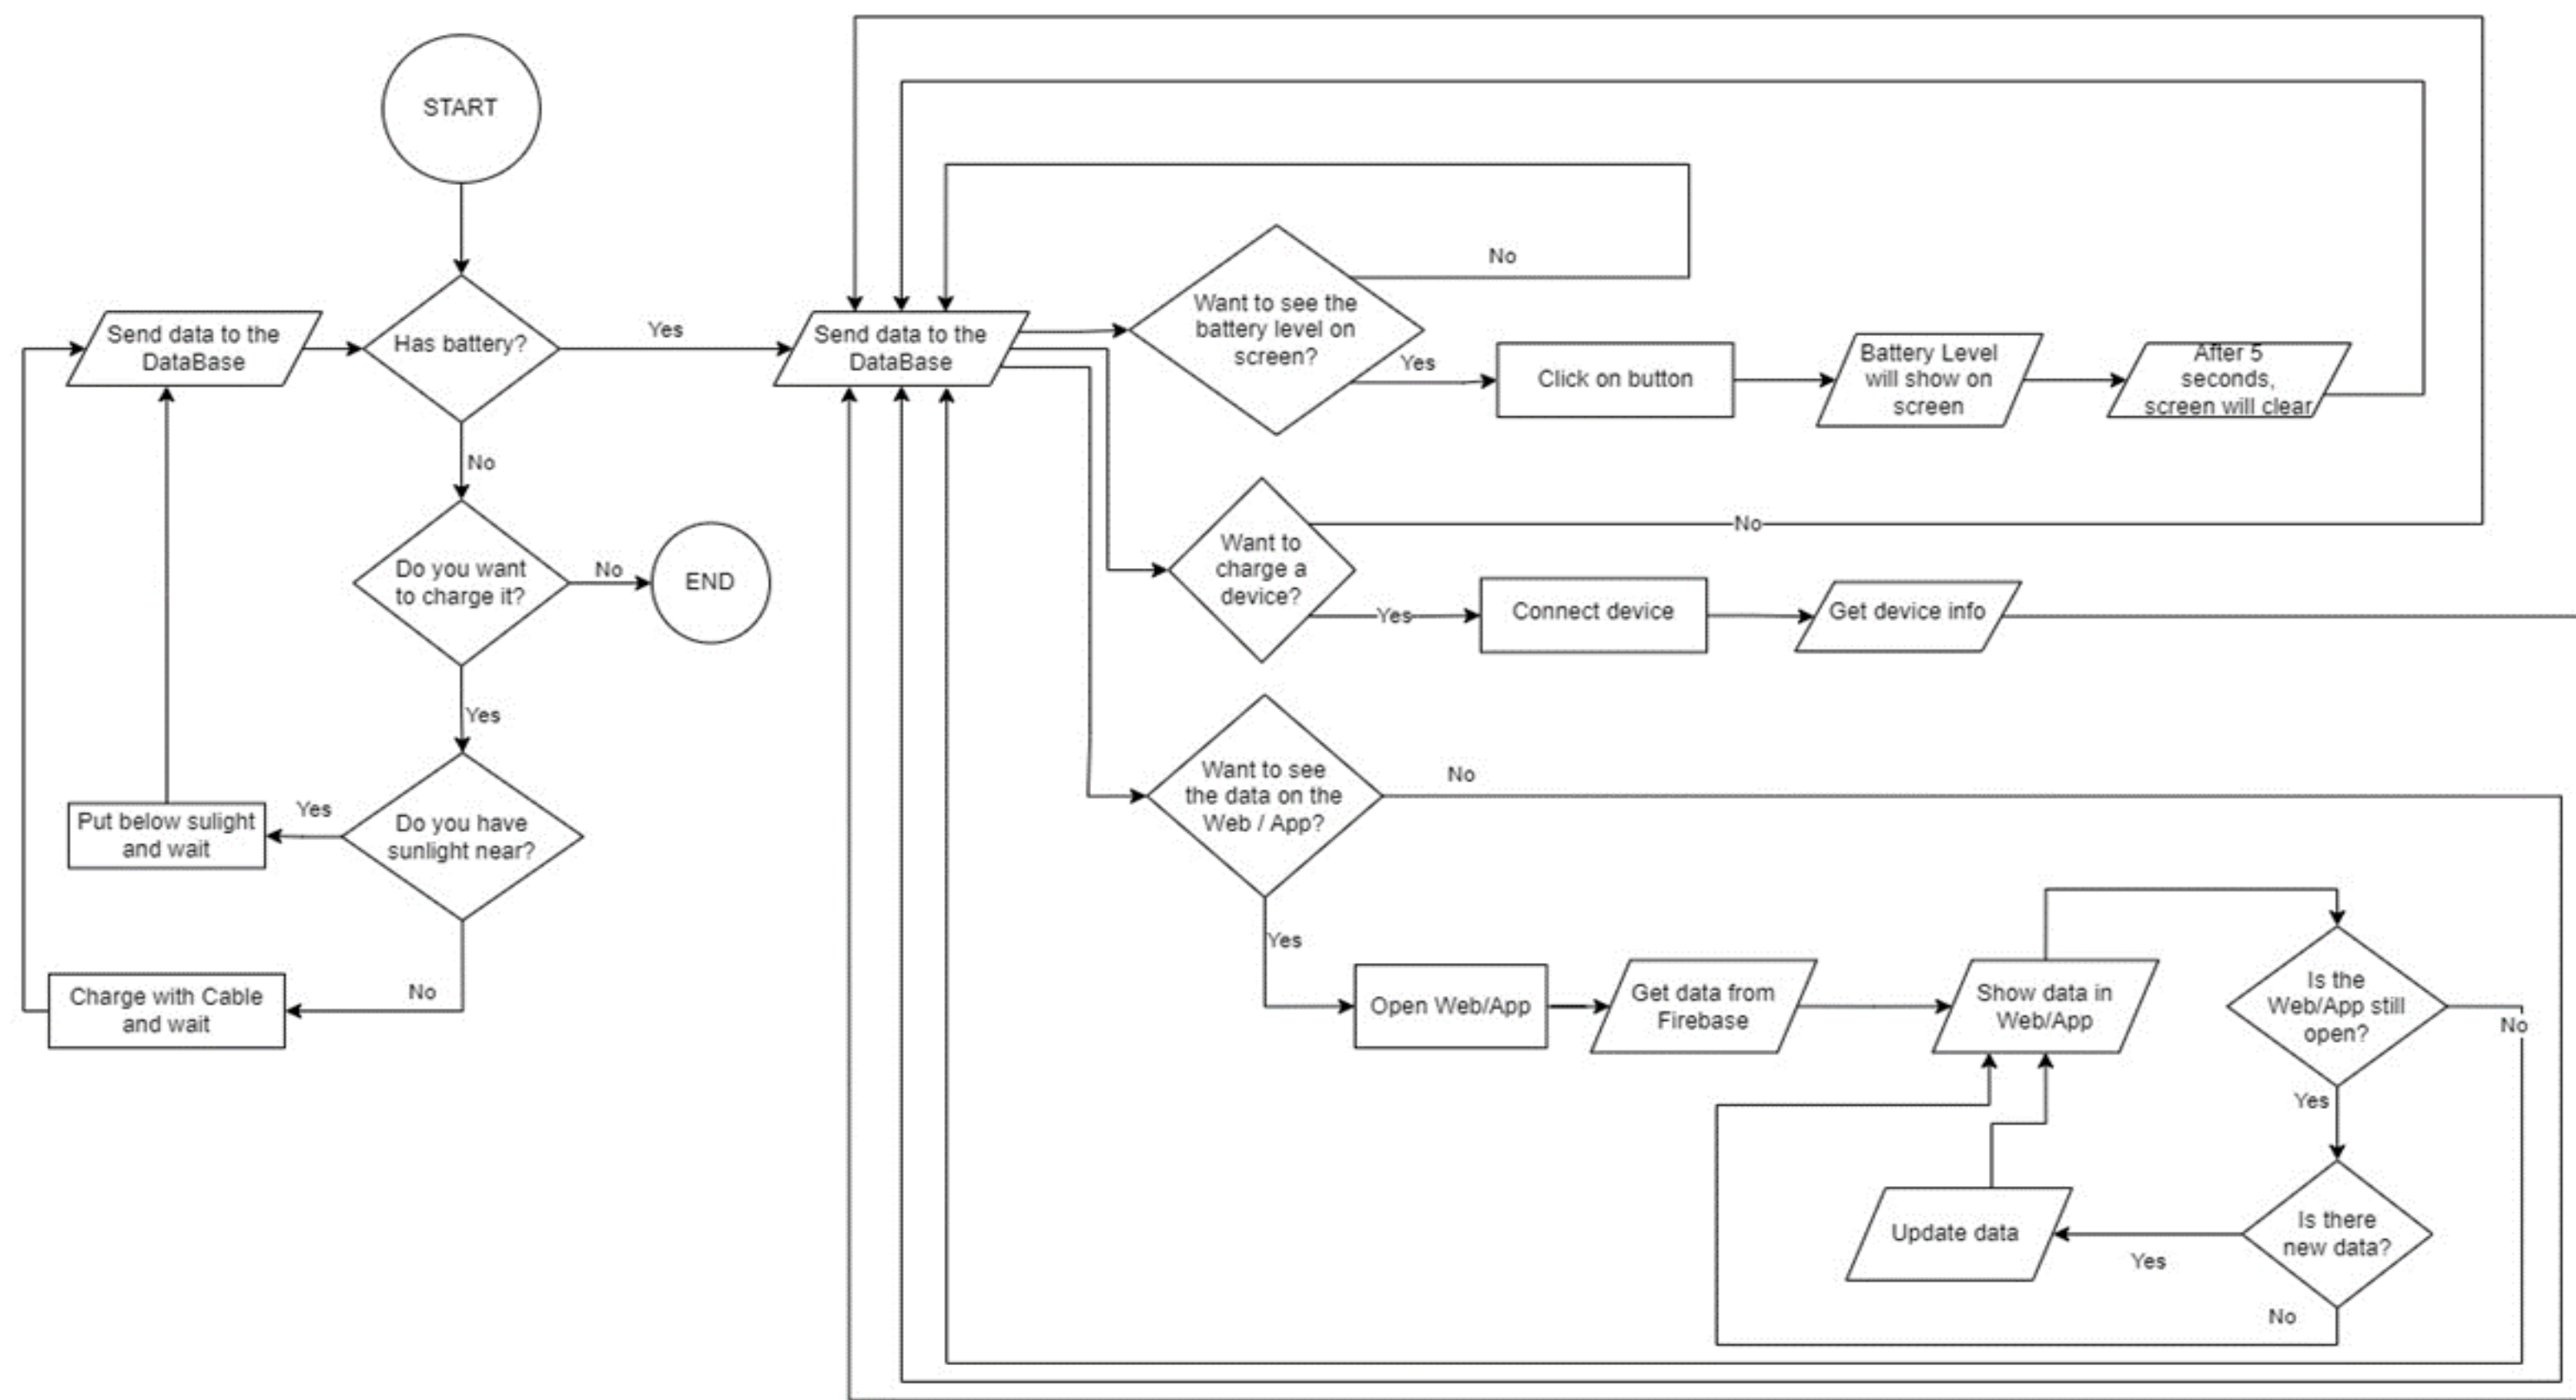 START
Send data to the
DataBase
Has battery?
Yes
Send data to the
DataBase
Want to see the
battery level on
screen?
No
Yes
Click on button
Battery Level
will show on
screen
After 5
seconds,
screen will clear
No
Do you want
to charge it?
No
END
Want to
charge a
device?
No
Yes
Connect device
Get device info
Yes
Put below sulight
and wait
Yes
Do you have
sunlight near?
Want to see
the data on the
Web / App?
No
Yes
Charge with Cable
and wait
No
Open Web/App
Get data from
Firebase
Show data in
Web/App
Is the
Web/App still
open?
No
Yes
Update data
Yes
Is there
new data?
No